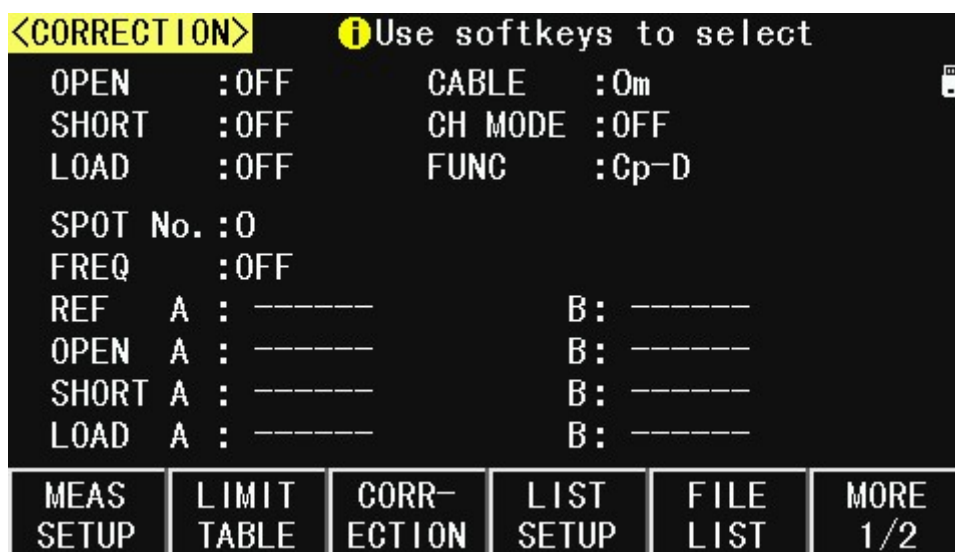 <CORRECTION> iUse softkeys to select
OPEN :OFF CABLE :0m
SHORT :OFF CH MODE :OFF
LOAD :OFF FUNC :Cp-D
SPOT No.:0
FREQ :OFF
REF A : ------ B: ------
OPEN A : ------ B: ------
SHORT A : ------ B: ------
LOAD A : ------ B: ------
MEAS SETUP LIMIT TABLE CORR-ECTION LIST SETUP FILE LIST MORE 1/2